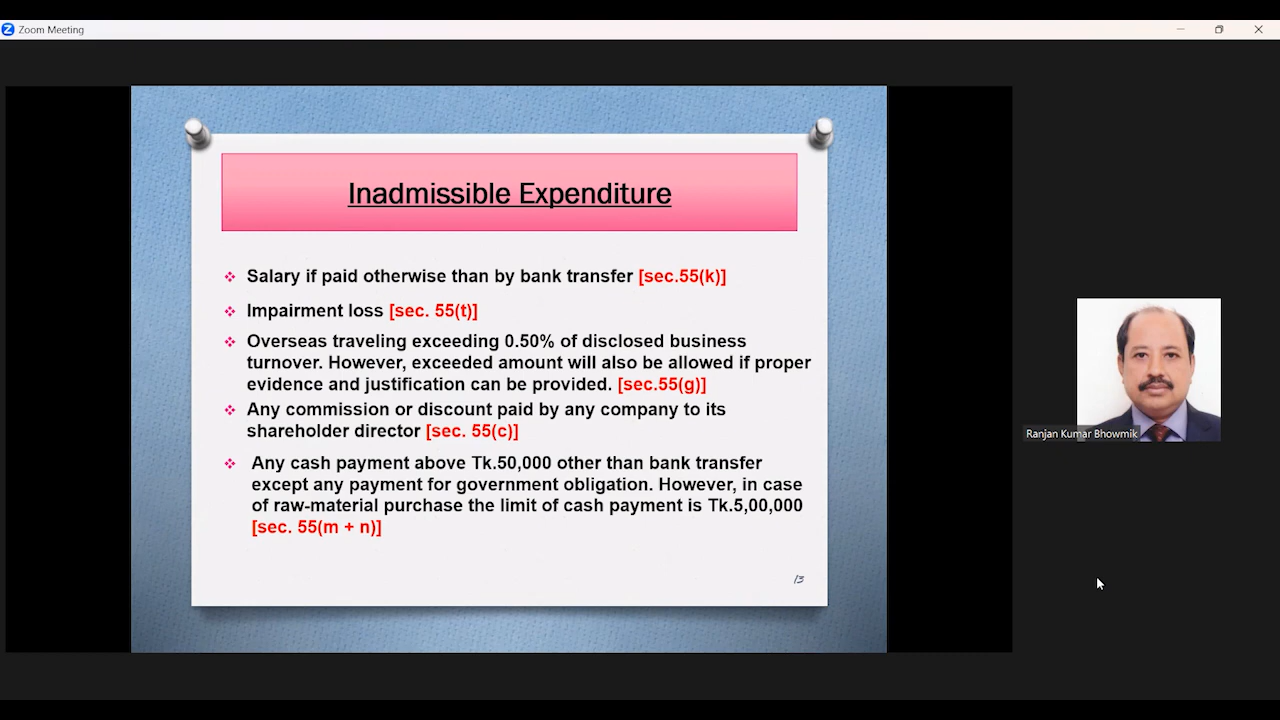 Zoom Meeting
Inadmissible Expenditure
Salary if paid otherwise than by bank transfer [sec.55(k)]
Impairment loss [sec. 55(t)]
Overseas traveling exceeding 0.50% of disclosed business
turnover. However, exceeded amount will also be allowed if proper
evidence and justification can be provided. [sec.55(g)]
Any commission or discount paid by any company to its
shareholder director [sec. 55(c)]
Any cash payment above Tk.50,000 other than bank transfer
except any payment for government obligation. However, in case
of raw-material purchase the limit of cash payment is Tk.5,00,000
[sec. 55(m + n)]
13
Ranjan Kumar Bhowmik